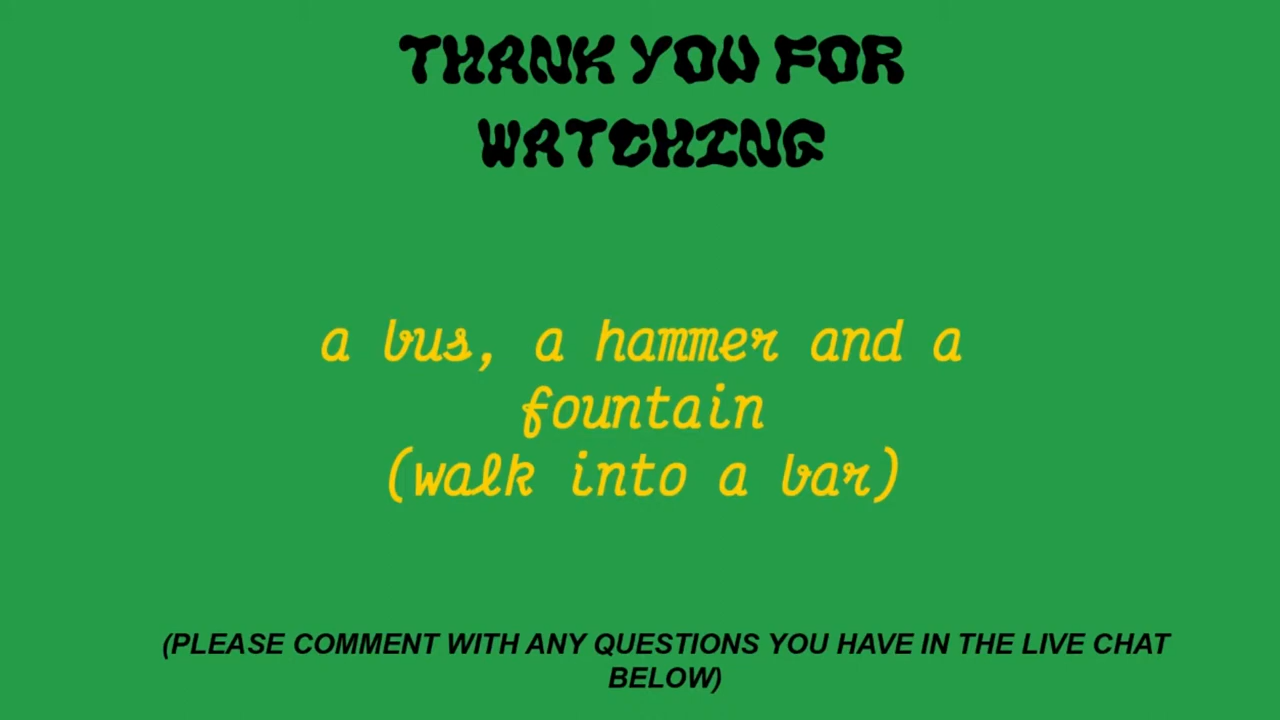 THANK YOU FOR
WATCHING
a bus, a hammer and a
fountain
(walk into a bar)
(PLEASE COMMENT WITH ANY QUESTIONS YOU HAVE IN THE LIVE CHAT
BELOW)